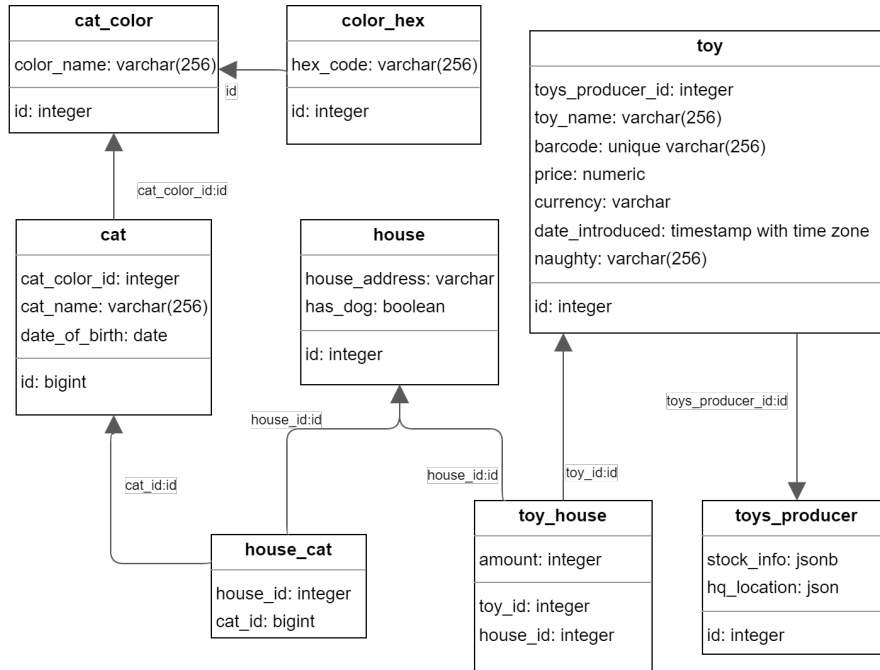 cat_color
color_name: varchar(256)
id: integer
color_hex
hex_code: varchar(256)
id: integer
id
toy
toys_producer_id: integer
toy_name: varchar(256)
barcode: unique varchar(256)
price: numeric
currency: varchar
date_introduced: timestamp with time zone
naughty: varchar(256)
id: integer
cat_color_id:id
cat
cat_color_id: integer
cat_name: varchar(256)
date_of_birth: date
id: bigint
house
house_address: varchar
has_dog: boolean
id: integer
toys_producer_id:id
house_id:id
cat_id:id
house_id:id
toy_id:id
house_cat
house_id: integer
cat_id: bigint
toy_house
amount: integer
toy_id: integer
house_id: integer
toys_producer
stock_info: jsonb
hq_location: json
id: integer